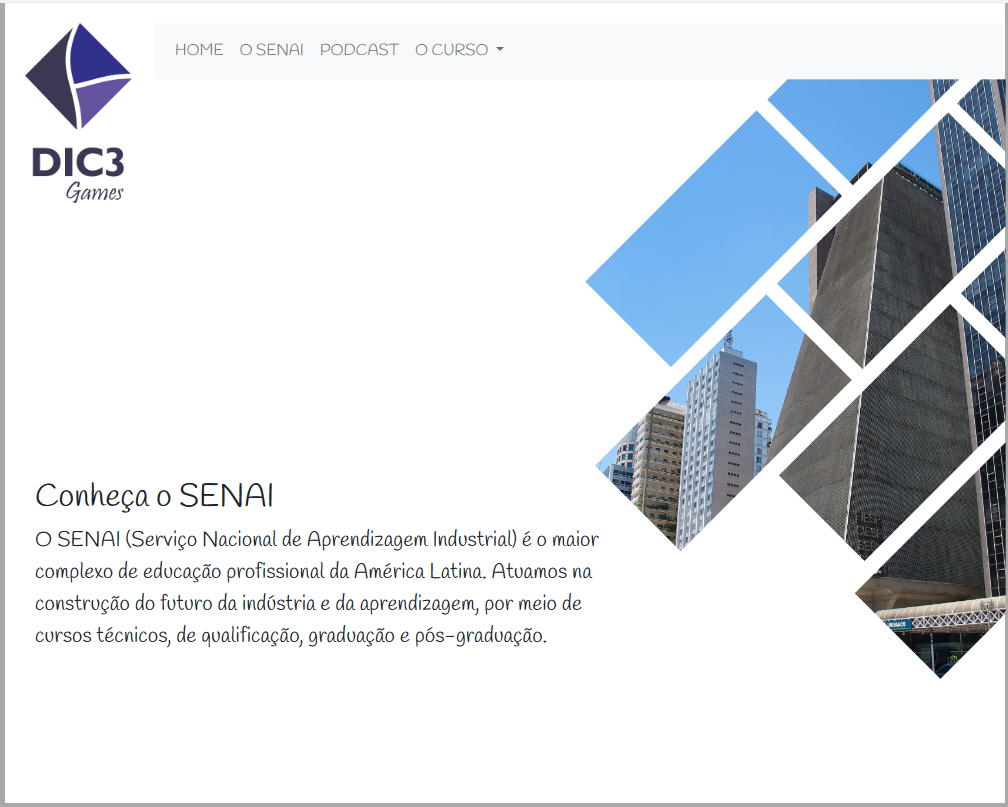 HOME O SENAI PODCAST O CURSO
DIC3
Games
Conheça o SENAI
O SENAI (Serviço Nacional de Aprendizagem Industrial) é o maior
complexo de educação profissional da América Latina. Atuamos na
construção do futuro da indústria e da aprendizagem, por meio de
cursos técnicos, de qualificação, graduação e pós-graduação.